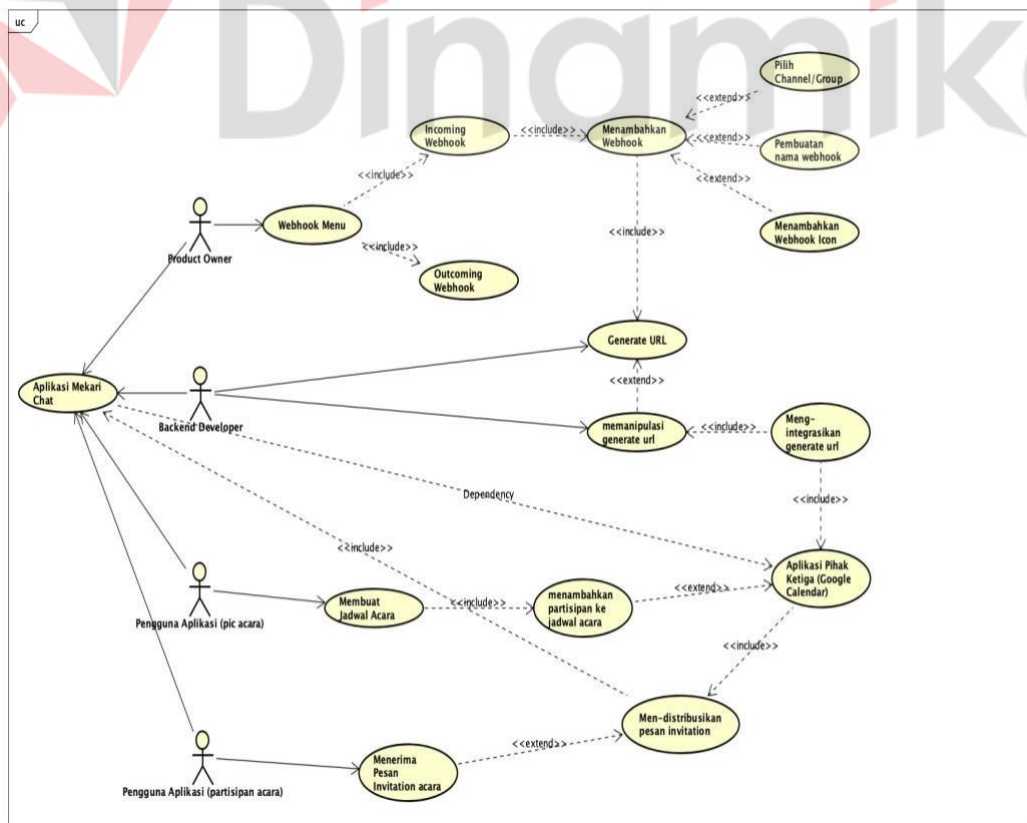 uc
Dinamika
Pilih
Channel/Group
<<extend>>
Incoming
Webhook
<<include>>
Menambahkan
Webhook
<<extend>>
Pembuatan
nama webhook
<<include>>
<<extend>>
Webhook Menu
Menambahkan
Webhook Icon
<<include>>
<<include>>
Product Owner
Outcoming
Webhook
Generate URL
Aplikasi Mekari
Chat
<<extend>>
Backend Developer
memanipulasi
generate url
<<include>>
Meng-
integrasikan
generate url
Dependency
<<include>>
<<include>>
Aplikasi Pihak
Ketiga (Google
Calendar)
Membuat
Jadwal Acara
<<include>>
menambahkan
partisipan ke
jadwal acara
<<extend>>
Pengguna Aplikasi (pic acara)
<<include>>
Men-distribusikan
pesan invitation
<<extend>>
Menerima
Pesan
Invitation acara
Pengguna Aplikasi (partisipan acara)